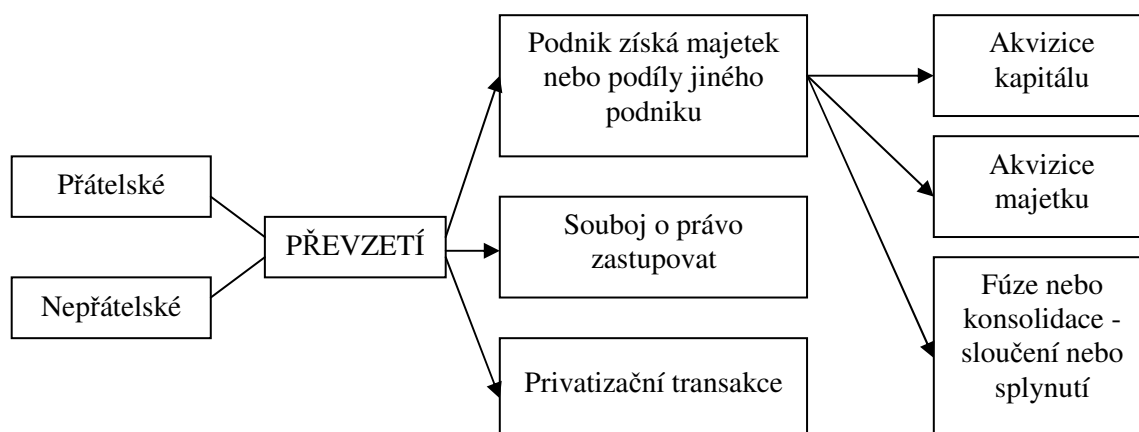 Přátelské
Nepřátelské
PŘEVZETÍ
Podnik získá majetek
nebo podíly jiného
podniku
Souboj o právo
zastupovat
Privatizační transakce
Akvizice
kapitálu
Akvizice
majetku
Fúze nebo
konsolidace -
sloučení nebo
splynutí